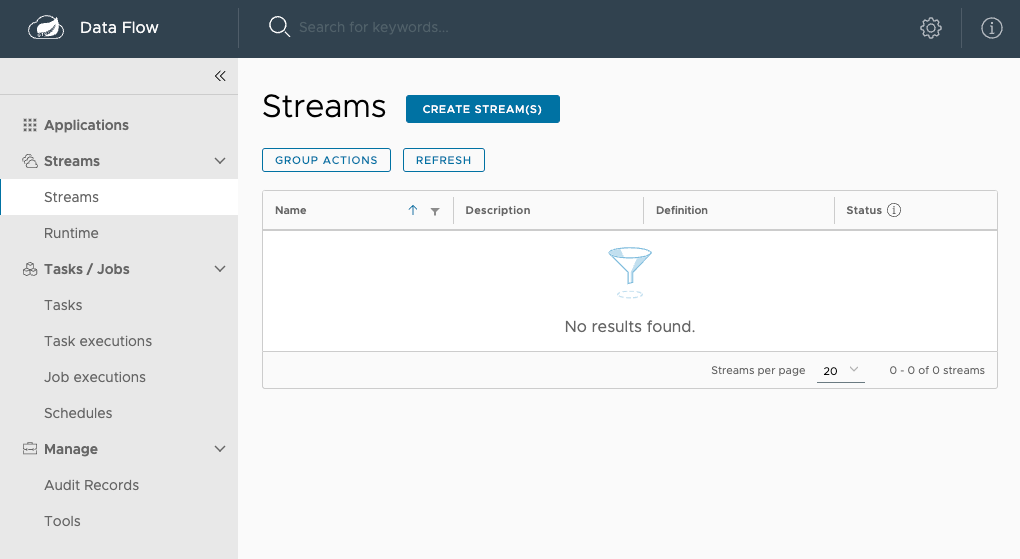 Data Flow
Search for keywords...
Applications
Streams
Streams
Runtime
Tasks / Jobs
Tasks
Task executions
Job executions
Schedules
Manage
Audit Records
Tools
Streams
CREATE STREAM(S)
GROUP ACTIONS
REFRESH
Name
Description
Definition
Status
No results found.
Streams per page
20
0 - 0 of 0 streams